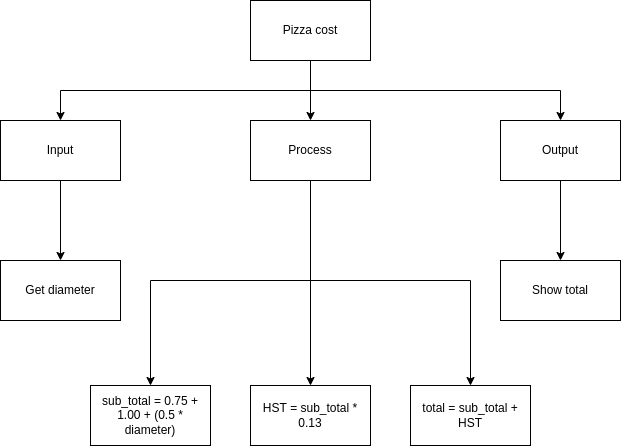 Pizza cost
Input
Process
Output
Get diameter
Show total
sub_total = 0.75 +
1.00 + (0.5 *
diameter)
HST = sub_total *
0.13
total = sub_total +
HST